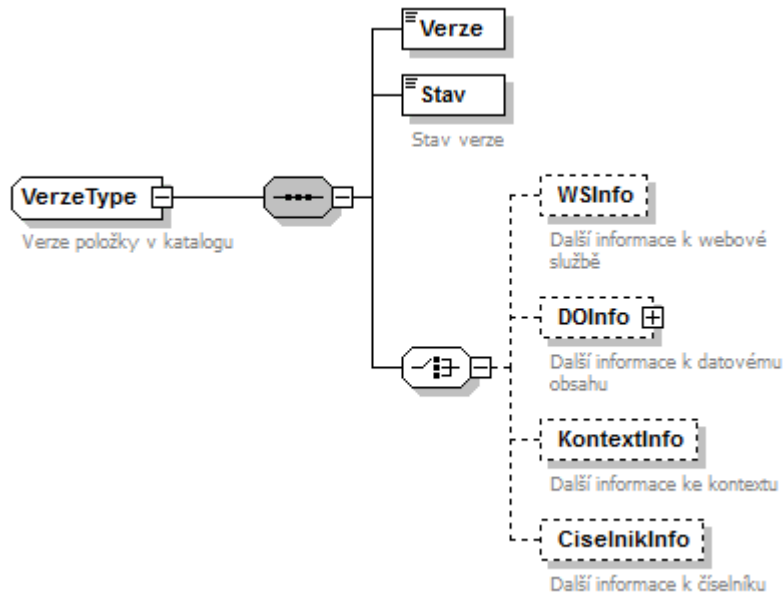 Verze
Stav
Stav verze
VerzeType
Verze položky v katalogu
WSInfo
Další informace k webové
službě
DOInfo
Další informace k datovému
obsahu
KontextInfo
Další informace ke kontextu
CiselnikInfo
Další informace k číselníku